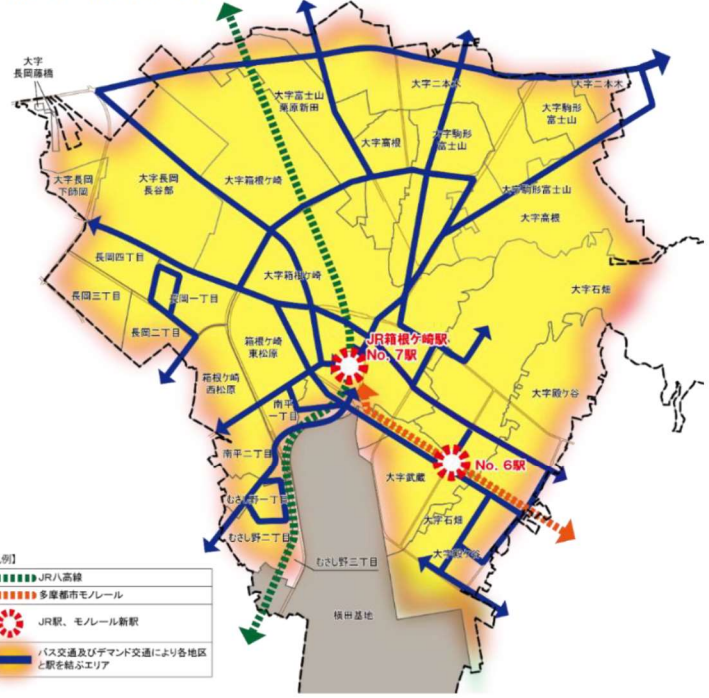 大字
長岡藤橋
大字富士山
栗原新田
大字二本木
大字二本木
大字駒形
富士山
大字高根
大字駒形
富士山
大字長岡
下師岡
大字長岡
長谷部
大字箱根ケ崎
大字駒形富士山
大字高根
長岡四丁目
大字箱根ケ崎
大字石畑
長岡三丁目
長岡一丁目
長岡二丁目
箱根ケ崎
東松原
JR箱根ケ崎駅
No. 7駅
箱根ケ崎
西松原
大字殿ケ谷
南平
一丁目
南平二丁目
No. 6駅
大字武蔵
むさし野一丁目
大字石畑
むさし野二丁目
大字殿ケ谷
むさし野三丁目
横田基地
例】
JR八高線
多摩都市モノレール
JR駅、モノレール新駅
バス交通及びデマンド交通により各地区
と駅を結ぶエリア